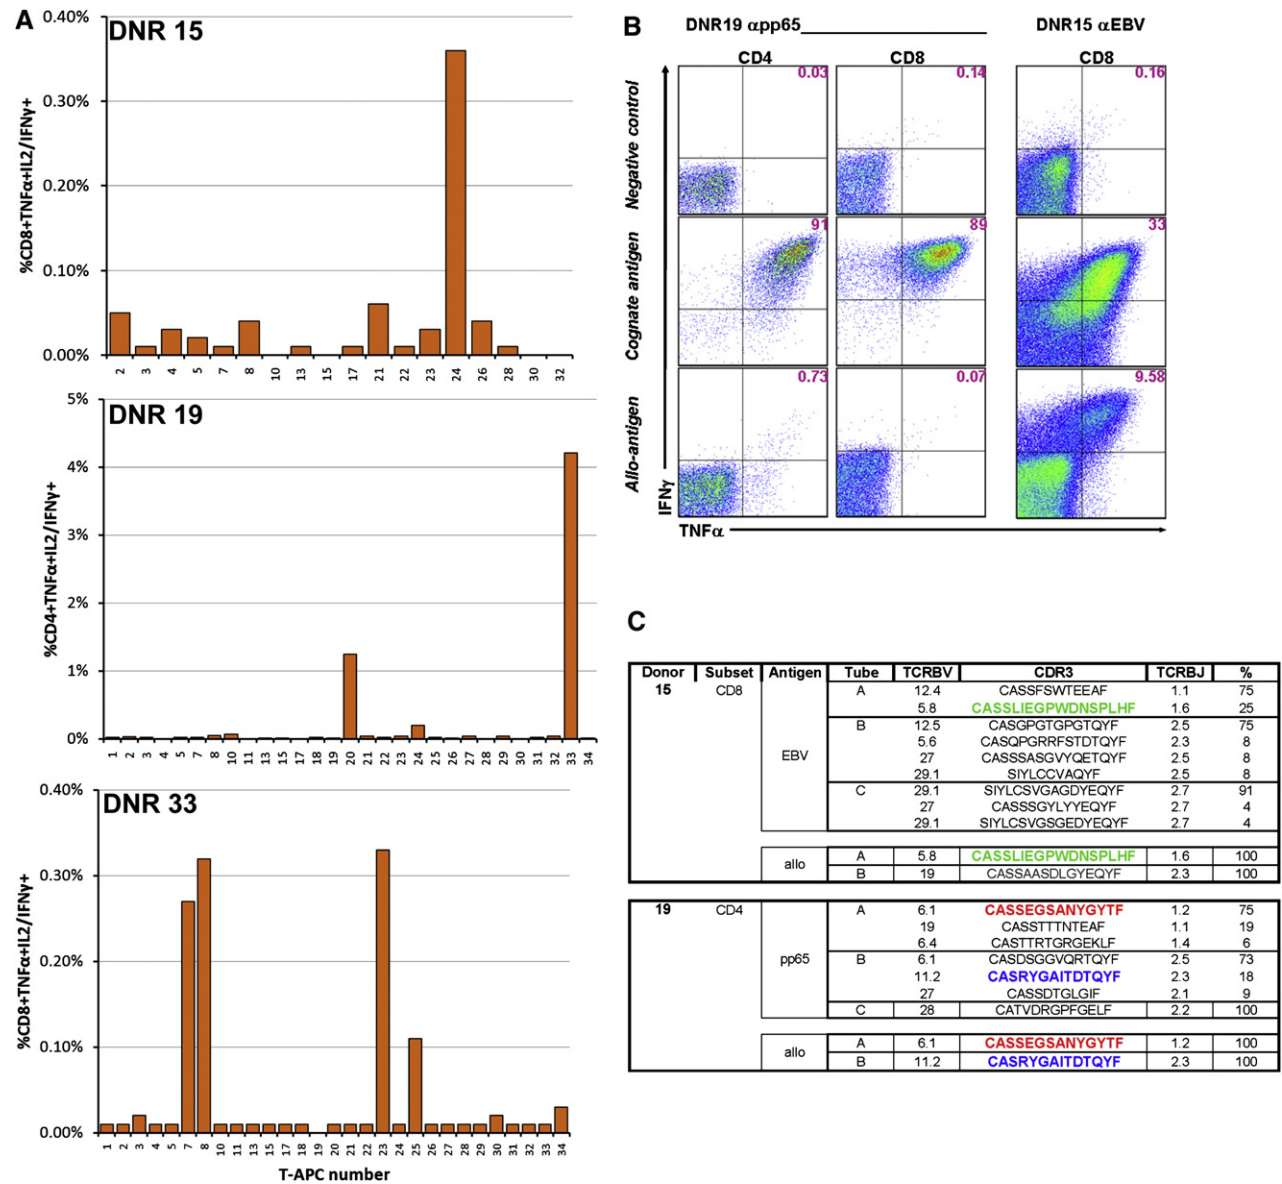 A
DNR 15
%CD8+TNFα+IL2/IFNγ+
0.40%
0.30%
0.20%
0.10%
0.00%
2 3 4 5 7 8 10 13 15 17 21 22 23 24 26 28 30 32
DNR 19
%CD4+TNFα+IL2/IFNγ+
5%
4%
3%
2%
1%
0%
1 2 3 4 5 7 8 10 11 13 15 17 18 20 21 22 23 24 25 26 27 28 29 30 31 32 33 34
DNR 33
%CD8+TNFα+IL2/IFNγ+
0.40%
0.30%
0.20%
0.10%
0.00%
1 2 3 4 5 7 8 10 11 13 15 16 17 18 19 20 21 22 23 24 25 26 27 28 29 30 31 32 33 34
T-APC number
B
DNR19 αpp65 DNR15 αEBV
CD4 CD8 CD8
Negative control 0.03 0.14 0.16
Cognate antigen 91 89 33
Allo-antigen 0.73 0.07 9.58
IFNγ
TNFα
C
Donor Subset Antigen Tube TCRBV CDR3 TCRBJ %
15 CD8 EBV A 12.4 CASSFSWTEEAF 1.1 75
5.8 CASSLIEGPWDNSPLHF 1.6 25
B 12.5 CASGPGTGPGTQYF 2.5 75
5.6 CASQPGRRFSTDTQYF 2.3 8
27 CASSSASGVYQETQYF 2.5 8
29.1 SIYLCCVAQYF 2.5 8
C 29.1 SIYLCSVGAGDYEQYF 2.7 91
27 CASSSGYLYYEQYF 2.7 4
29.1 SIYLCSVGSGEDYEQYF 2.7 4
allo A 5.8 CASSLIEGPWDNSPLHF 1.6 100
B 19 CASSAASDLGYEQYF 2.3 100
19 CD4 pp65 A 6.1 CASSEGSANYGYTF 1.2 75
19 CASSTTTNTEAF 1.1 19
6.4 CASTTRTGRGEKLF 1.4 6
B 6.1 CASDSGGVQRTQYF 2.5 73
11.2 CASRYGAITDTQYF 2.3 18
27 CASSDTGLGIF 2.1 9
C 28 CATVDRGPFGELF 2.2 100
allo A 6.1 CASSEGSANYGYTF 1.2 100
B 11.2 CASRYGAITDTQYF 2.3 100